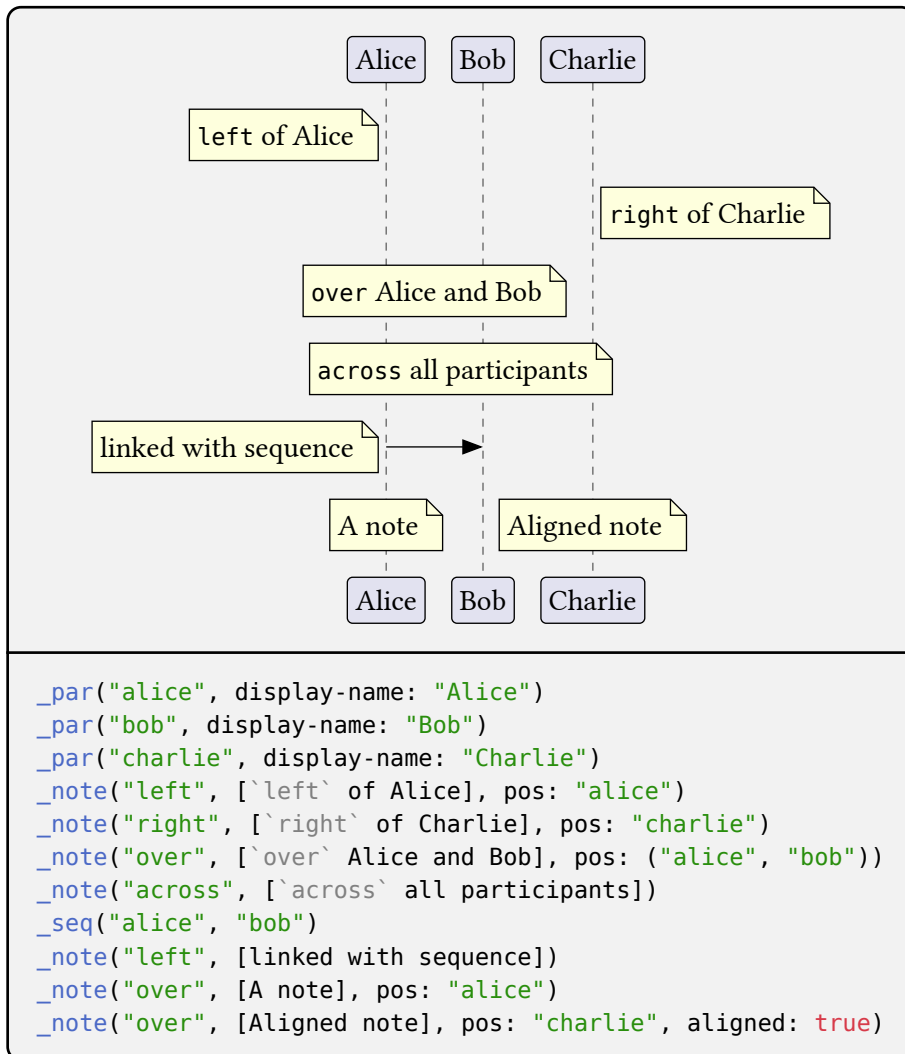 Alice Bob Charlie
left of Alice
right of Charlie
over Alice and Bob
across all participants
linked with sequence
A note Aligned note
Alice Bob Charlie
_par("alice", display-name: "Alice")
_par("bob", display-name: "Bob")
_par("charlie", display-name: "Charlie")
_note("left", [`left` of Alice], pos: "alice")
_note("right", [`right` of Charlie], pos: "charlie")
_note("over", [`over` Alice and Bob], pos: ("alice", "bob"))
_note("across", [`across` all participants])
_seq("alice", "bob")
_note("left", [linked with sequence])
_note("over", [A note], pos: "alice")
_note("over", [Aligned note], pos: "charlie", aligned: true)